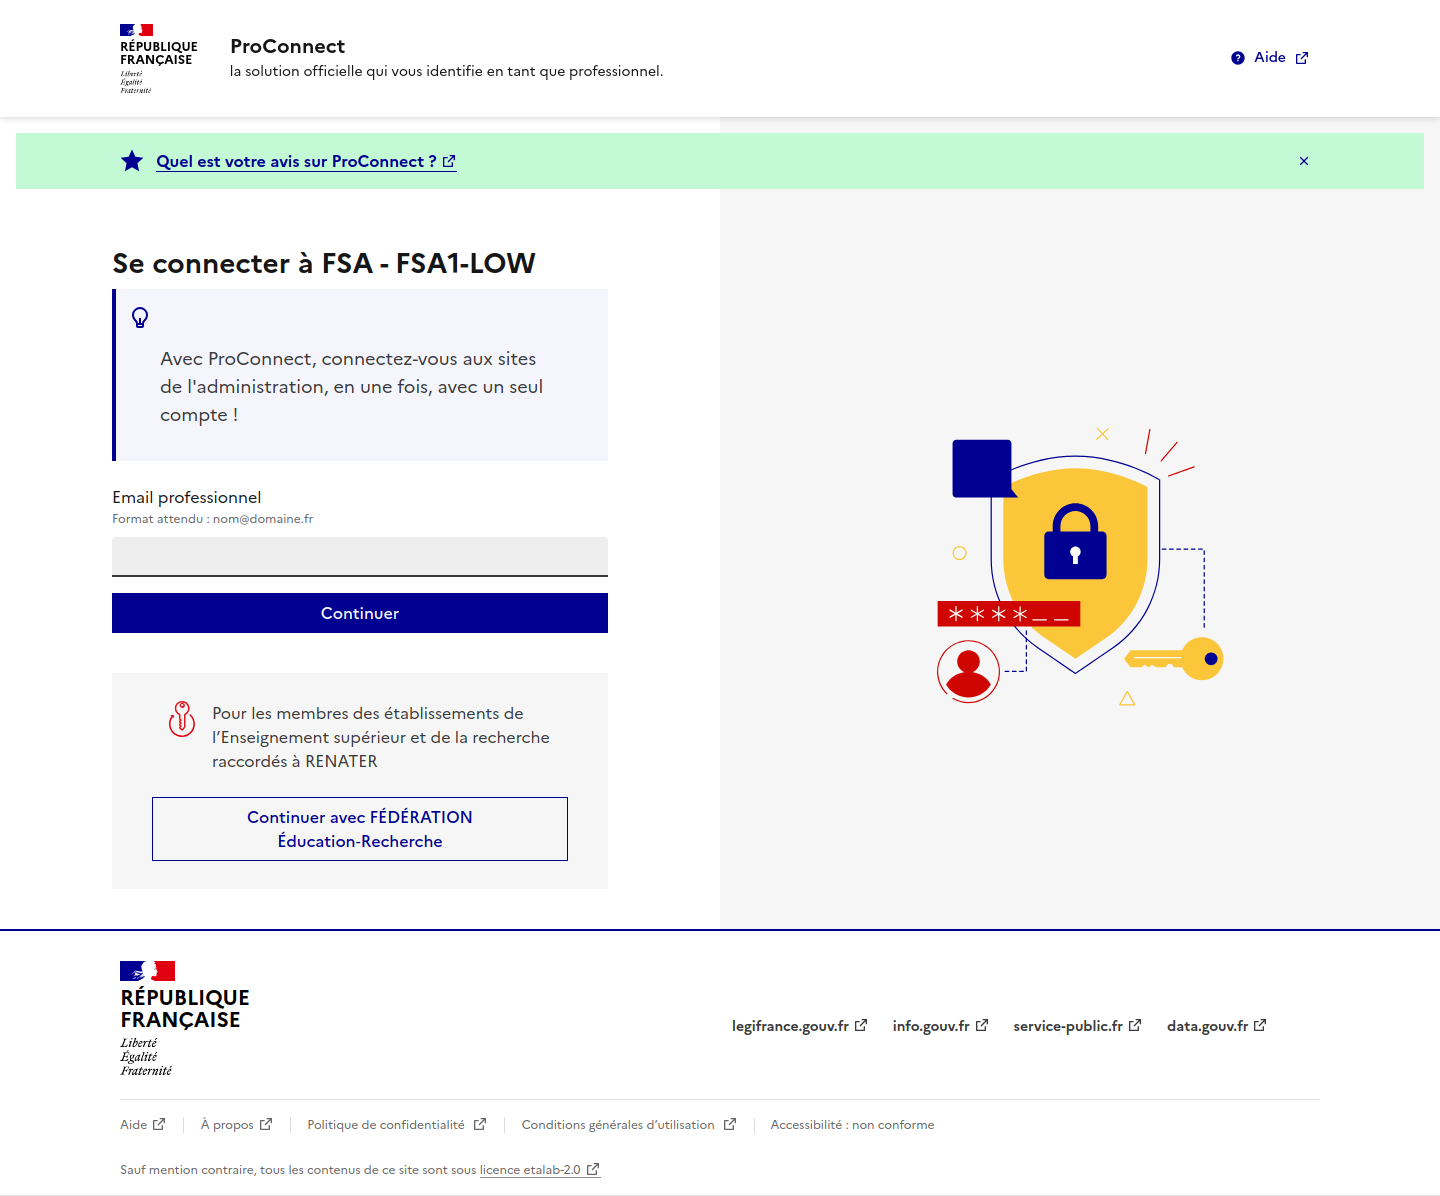 RÉPUBLIQUE
FRANÇAISE
Liberté
Égalité
Fraternité
ProConnect
la solution officielle qui vous identifie en tant que professionnel.
Aide
Quel est votre avis sur ProConnect ?
Se connecter à FSA - FSA1-LOW
Avec ProConnect, connectez-vous aux sites
de l'administration, en une fois, avec un seul
compte !
Email professionnel
Format attendu : nom@domaine.fr
Continuer
Pour les membres des établissements de
l’Enseignement supérieur et de la recherche
raccordés à RENATER
Continuer avec FÉDÉRATION
Éducation-Recherche
****__
RÉPUBLIQUE
FRANÇAISE
Liberté
Égalité
Fraternité
legifrance.gouv.fr info.gouv.fr service-public.fr data.gouv.fr
Aide À propos Politique de confidentialité Conditions générales d’utilisation Accessibilité : non conforme
Sauf mention contraire, tous les contenus de ce site sont sous licence etalab-2.0